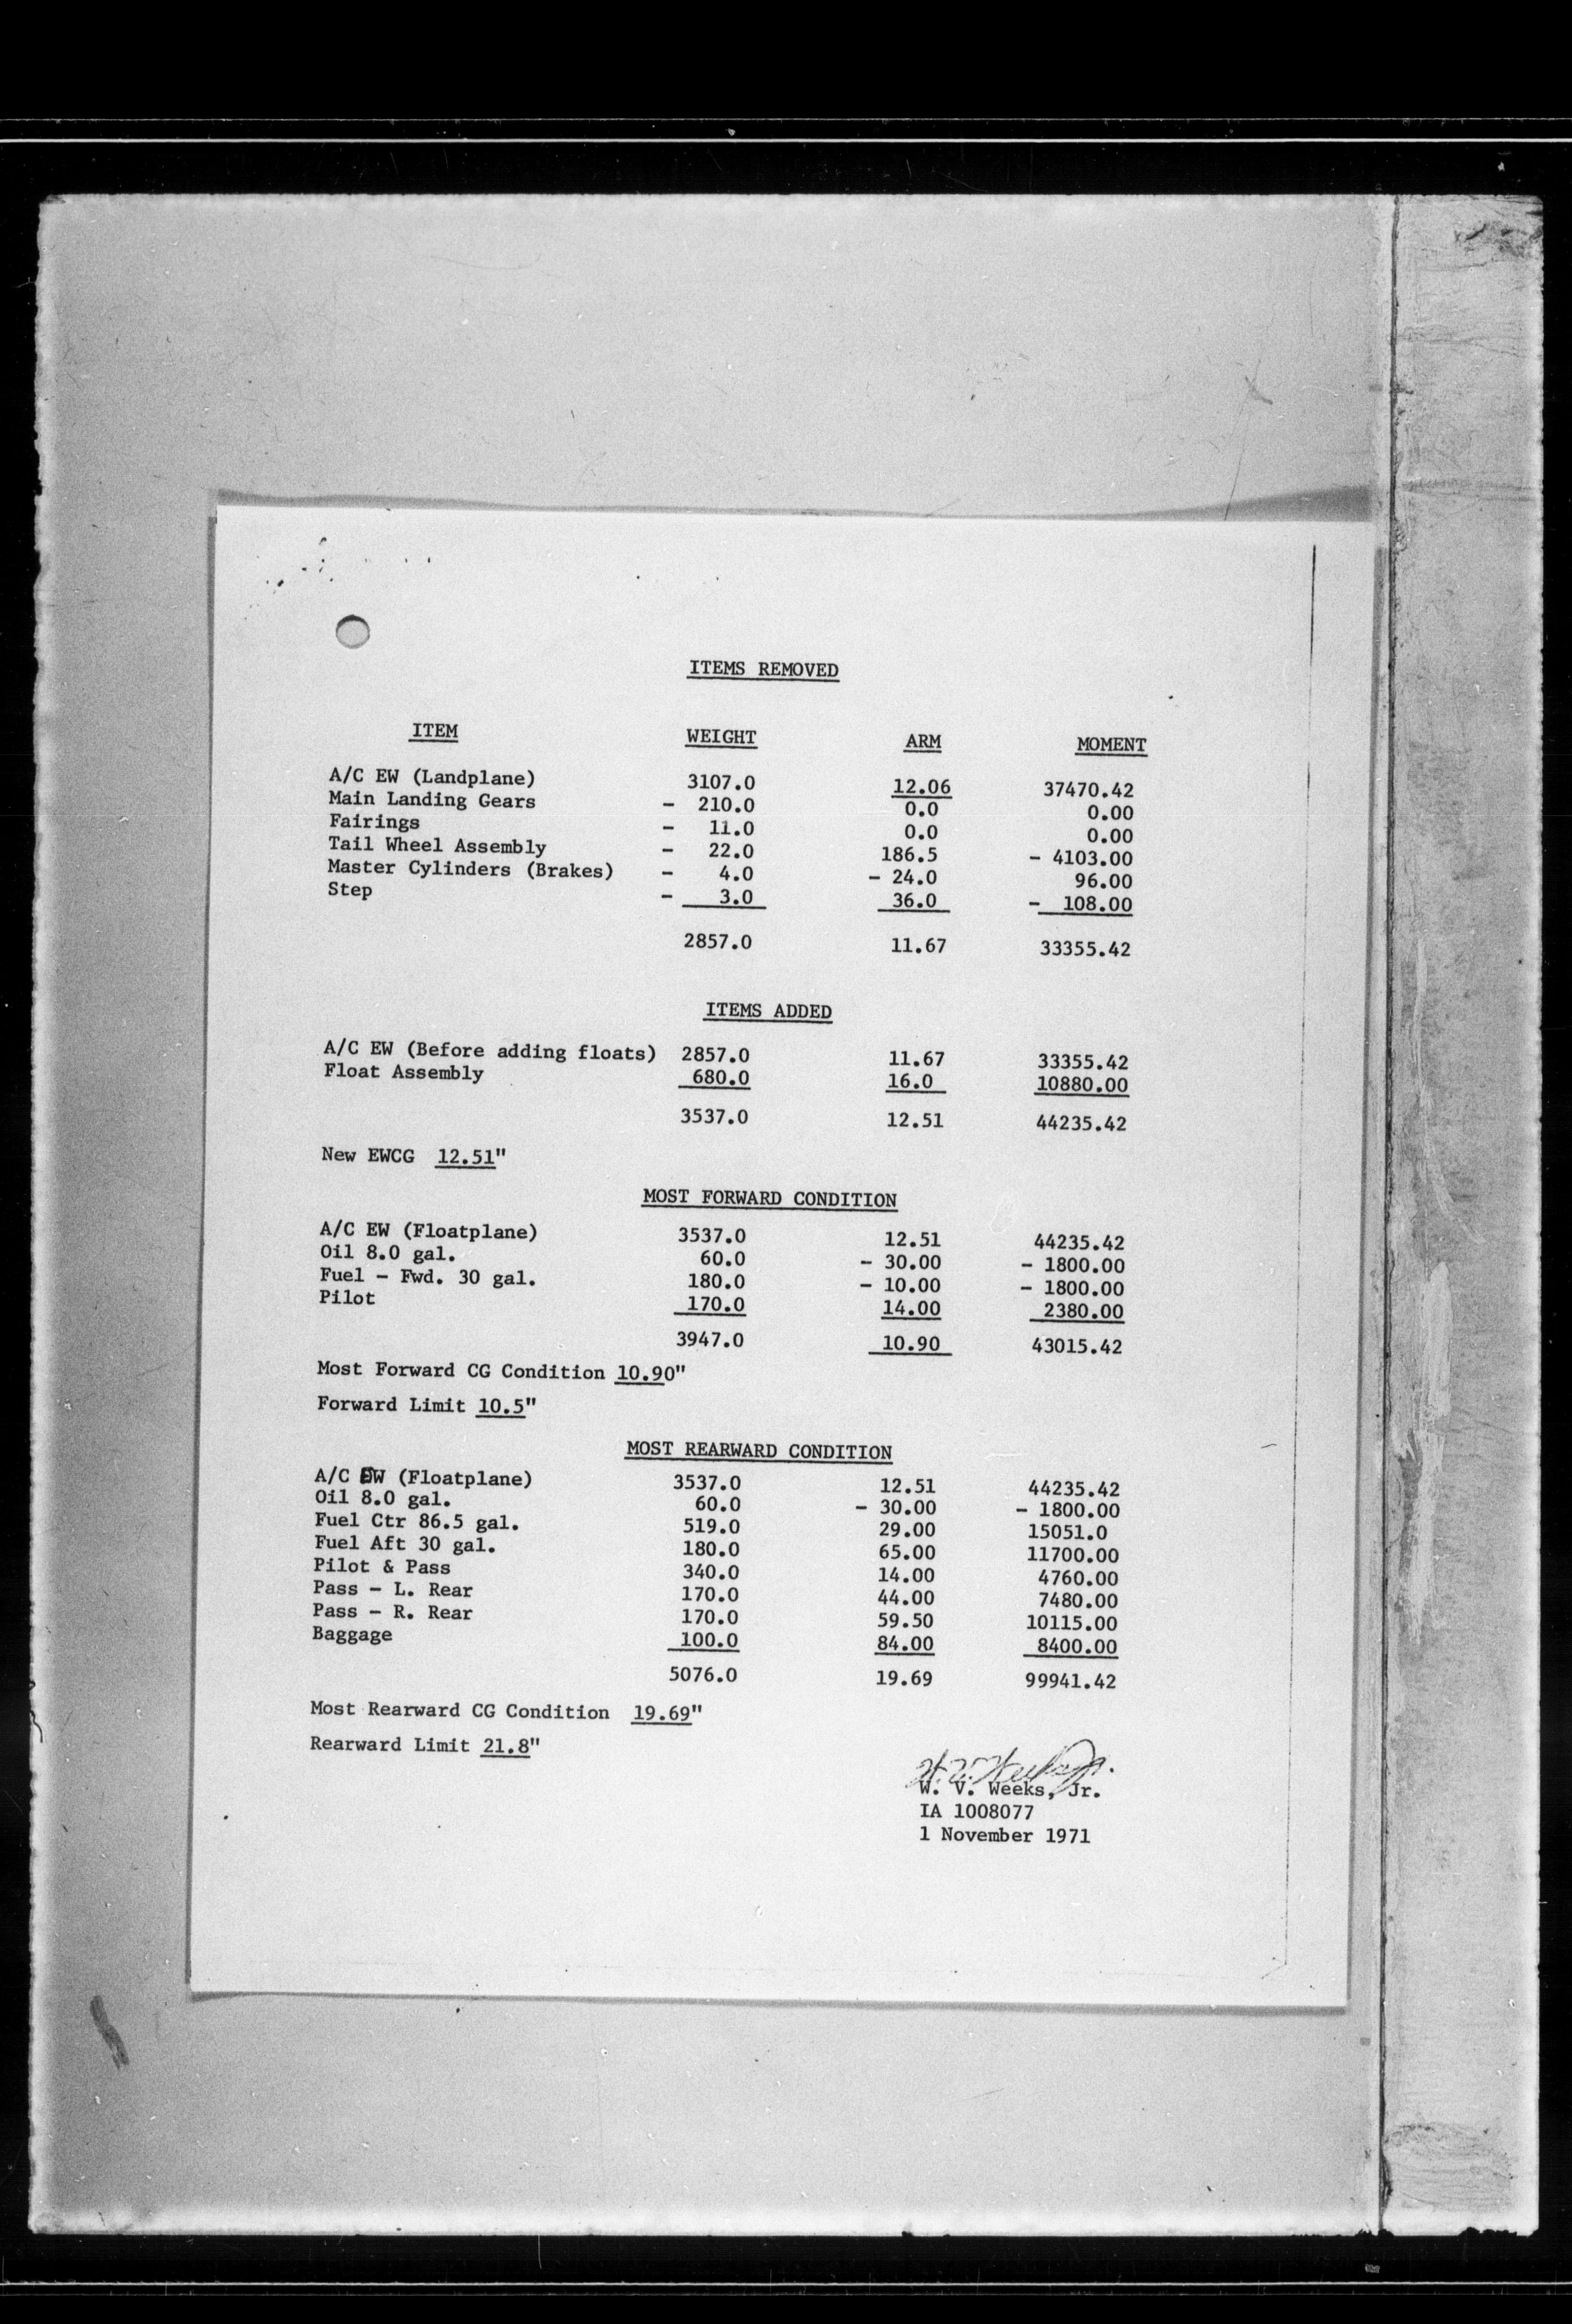 ITEMS REMOVED
ITEM WEIGHT ARM MOMENT
A/C EW (Landplane) 3107.0 12.06 37470.42
Main Landing Gears - 210.0 0.0 0.00
Fairings - 11.0 0.0 0.00
Tail Wheel Assembly - 22.0 186.5 - 4103.00
Master Cylinders (Brakes) - 4.0 - 24.0 96.00
Step - 3.0 36.0 - 108.00
2857.0 11.67 33355.42
ITEMS ADDED
A/C EW (Before adding floats) 2857.0 11.67 33355.42
Float Assembly 680.0 16.0 10880.00
3537.0 12.51 44235.42
New EWCG 12.51"
MOST FORWARD CONDITION
A/C EW (Floatplane) 3537.0 12.51 44235.42
Oil 8.0 gal. 60.0 - 30.00 - 1800.00
Fuel - Fwd. 30 gal. 180.0 - 10.00 - 1800.00
Pilot 170.0 14.00 2380.00
3947.0 10.90 43015.42
Most Forward CG Condition 10.90"
Forward Limit 10.5"
MOST REARWARD CONDITION
A/C EW (Floatplane) 3537.0 12.51 44235.42
Oil 8.0 gal. 60.0 - 30.00 - 1800.00
Fuel Ctr 86.5 gal. 519.0 29.00 15051.0
Fuel Aft 30 gal. 180.0 65.00 11700.00
Pilot & Pass 340.0 14.00 4760.00
Pass - L. Rear 170.0 44.00 7480.00
Pass - R. Rear 170.0 59.50 10115.00
Baggage 100.0 84.00 8400.00
5076.0 19.69 99941.42
Most Rearward CG Condition 19.69"
Rearward Limit 21.8"
W. V. Weeks, Jr.
W. V. Weeks, Jr.
IA 1008077
1 November 1971